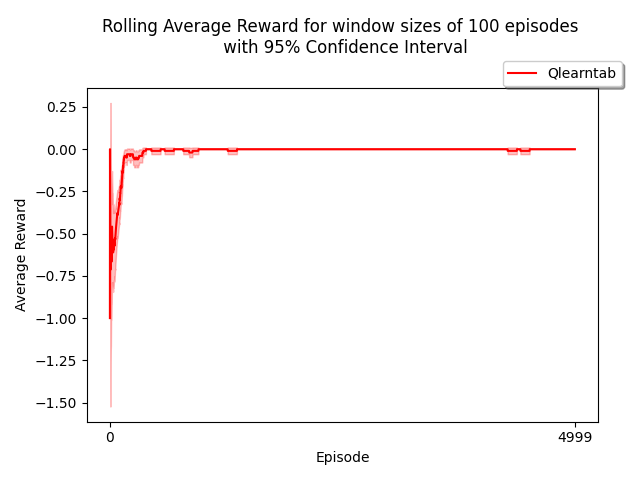 Rolling Average Reward for window sizes of 100 episodes
with 95% Confidence Interval
Qlearntab
0.25
0.00
−0.25
−0.50
−0.75
−1.00
−1.25
−1.50
Average Reward
0
4999
Episode